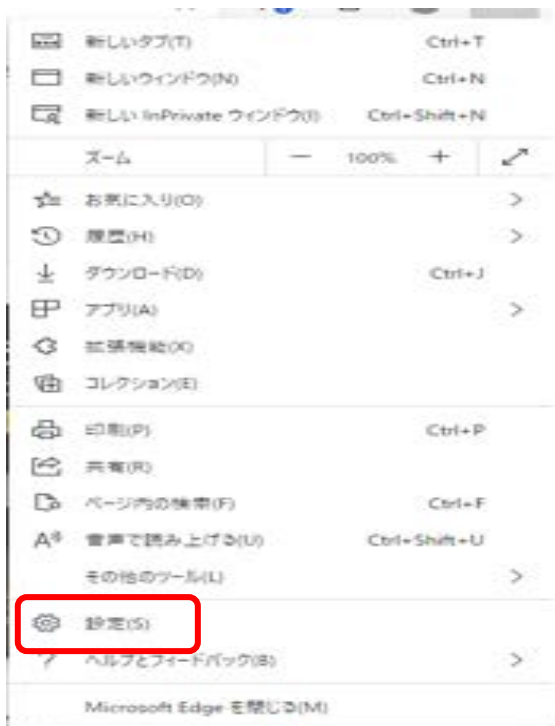 新しいタブ(T) Ctrl+T
新しいウィンドウ(N) Ctrl+N
新しい InPrivate ウィンドウ(I) Ctrl+Shift+N
ズーム — 100% +
お気に入り(O)
履歴(H)
ダウンロード(D) Ctrl+J
アプリ(A)
拡張機能(X)
コレクション(E)
印刷(P) Ctrl+P
共有(R)
ページ内の検索(F) Ctrl+F
音声で読み上げる(U) Ctrl+Shift+U
その他のツール(L)
設定(S)
ヘルプとフィードバック(B)
Microsoft Edge を閉じる(M)